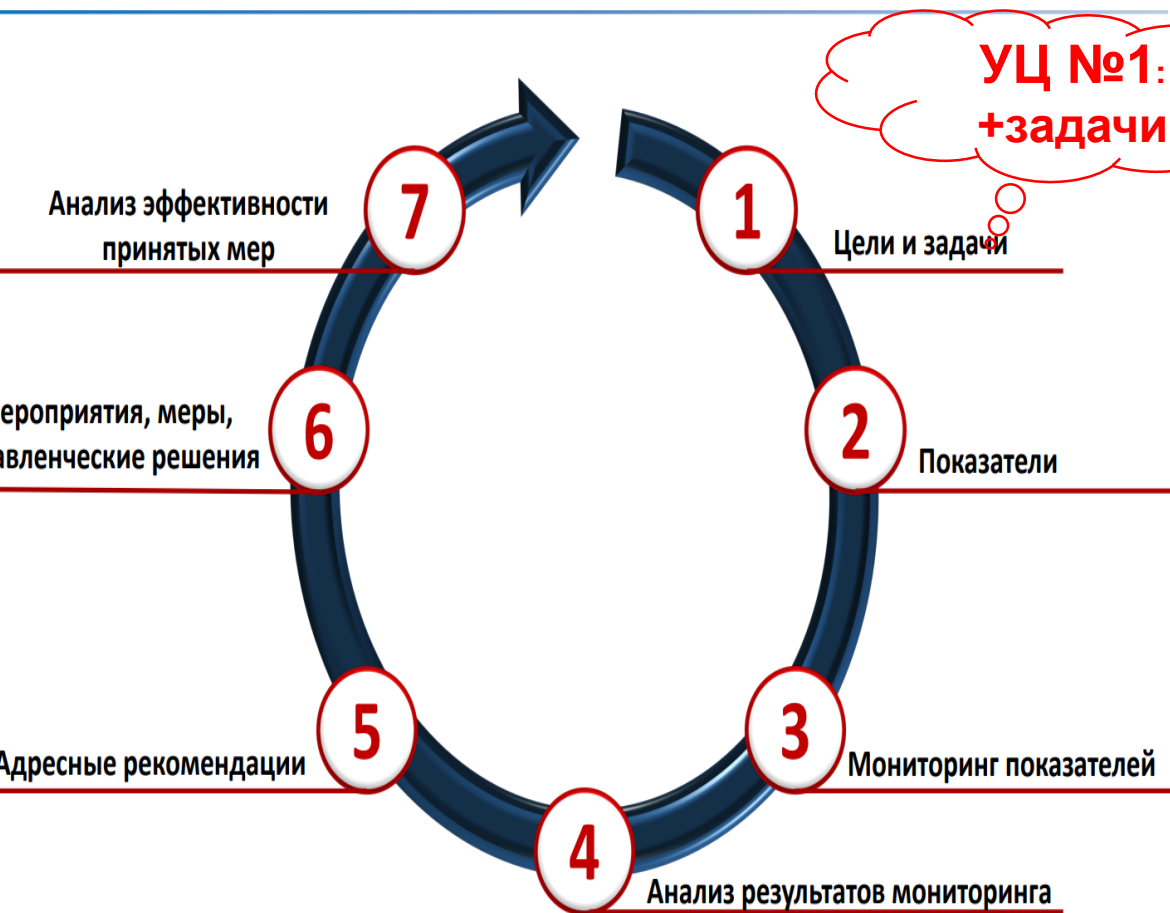 УЦ №1:
+задачи
1
Цели и задачи
2
Показатели
3
Мониторинг показателей
4
Анализ результатов мониторинга
5
Адресные рекомендации
6
ероприятия, меры,
авленческие решения
7
Анализ эффективности
принятых мер